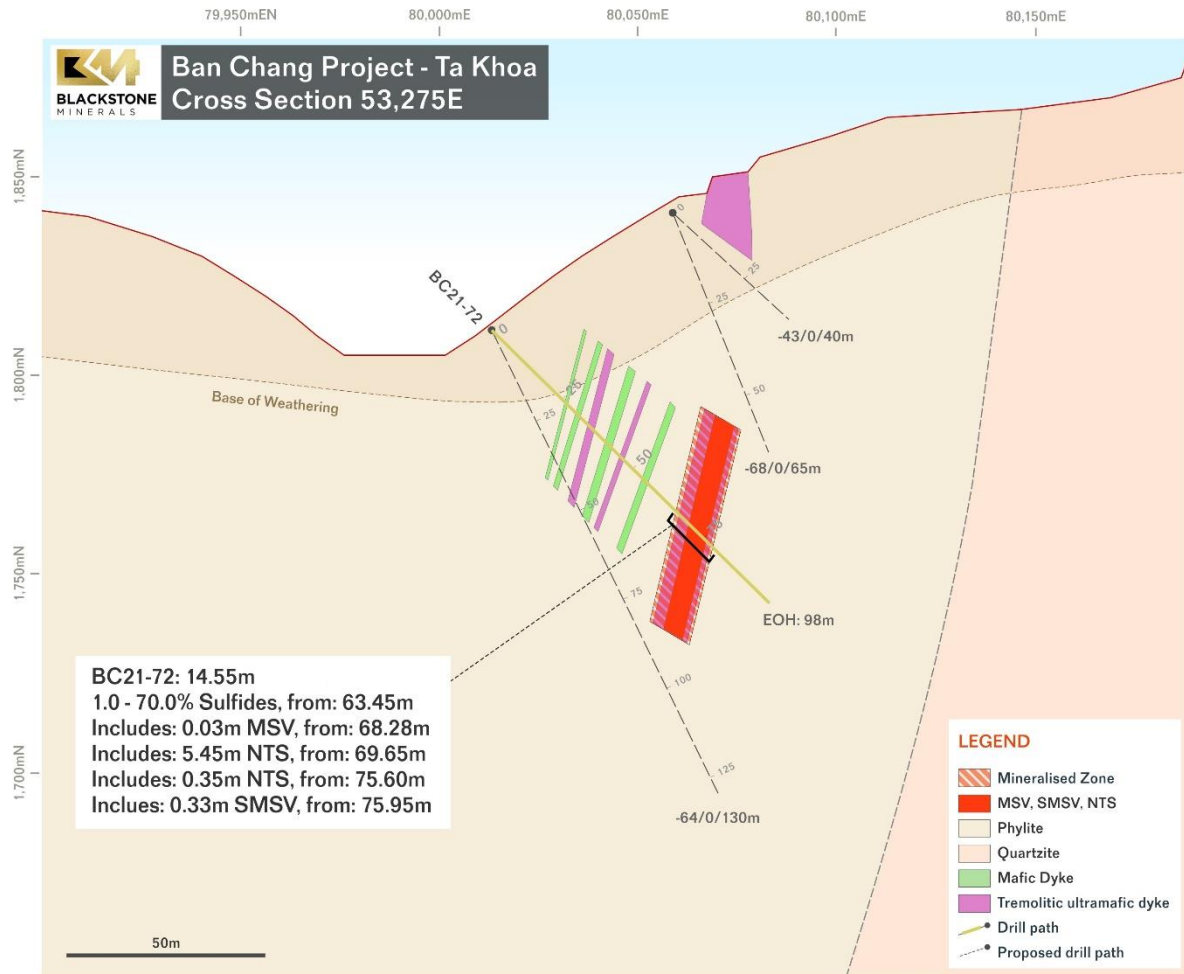 79,950mEN
80,000mE
80,050mE
80,100mE
80,150mE
BLACKSTONE
MINERALS
Ban Chang Project - Ta Khoa
Cross Section 53,275E
1,850mN
1,800mN
1,750mN
1,700mN
BC21-72
0
0
25
25
-43/0/40m
50
-68/0/65m
Base of Weathering
25
25
50
50
75
75
EOH: 98m
100
125
-64/0/130m
BC21-72: 14.55m
1.0 - 70.0% Sulfides, from: 63.45m
Includes: 0.03m MSV, from: 68.28m
Includes: 5.45m NTS, from: 69.65m
Includes: 0.35m NTS, from: 75.60m
Inclues: 0.33m SMSV, from: 75.95m
LEGEND
Mineralised Zone
MSV, SMSV, NTS
Phylite
Quartzite
Mafic Dyke
Tremolitic ultramafic dyke
Drill path
Proposed drill path
50m